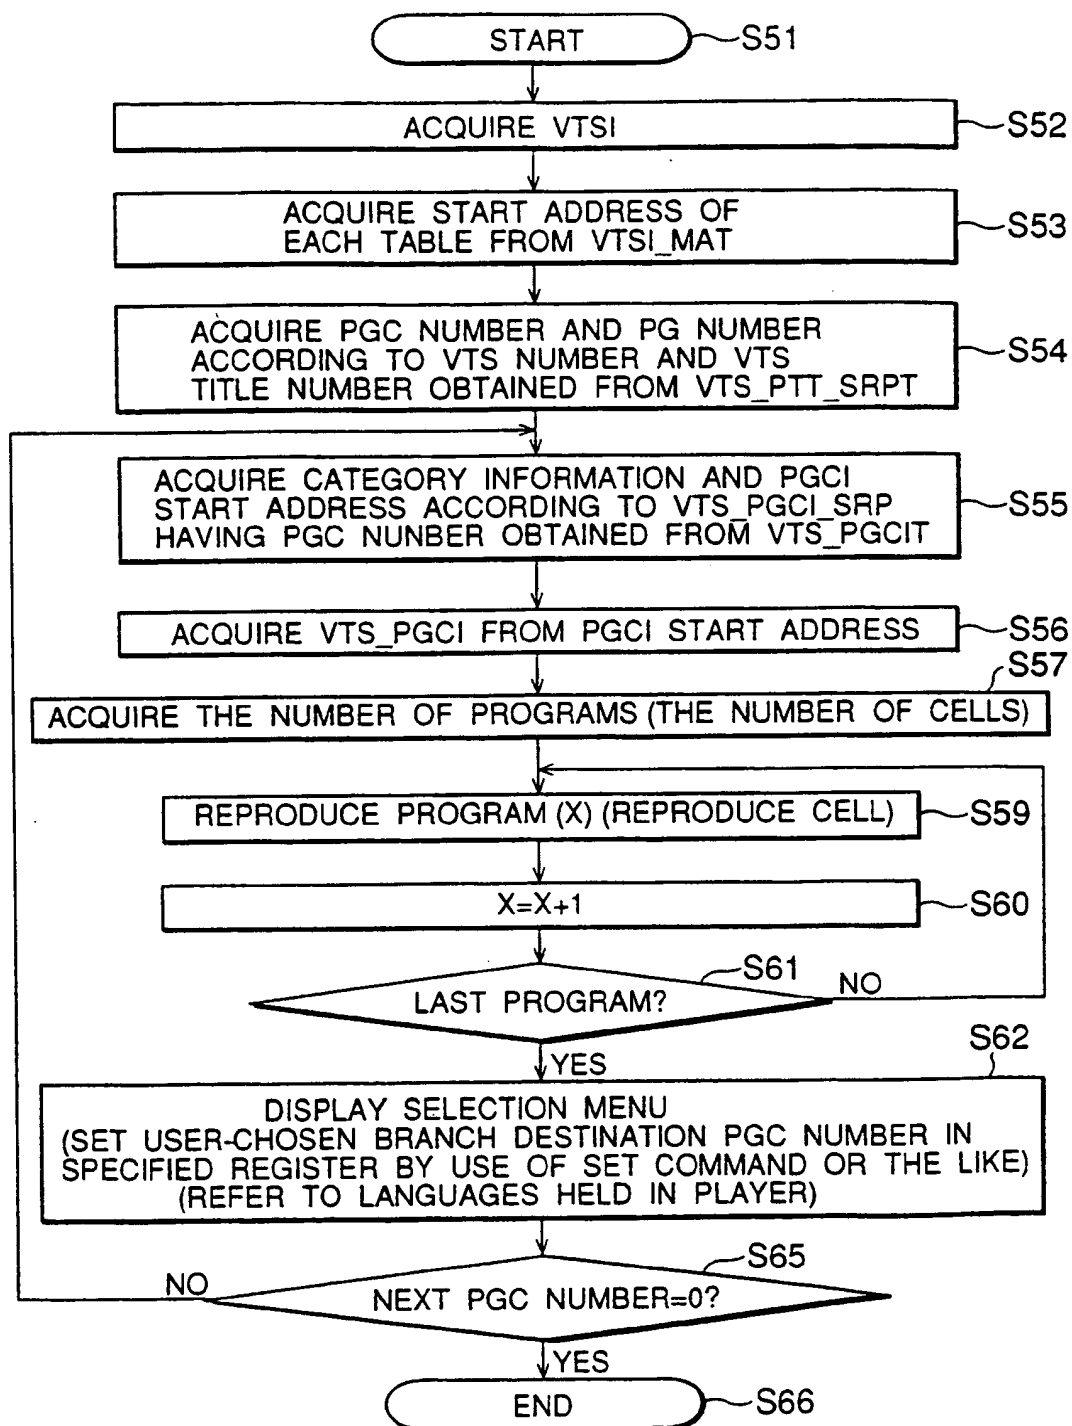 START
S51
ACQUIRE VTSI
S52
ACQUIRE START ADDRESS OF
EACH TABLE FROM VTSI_MAT
S53
ACQUIRE PGC NUMBER AND PG NUMBER
ACCORDING TO VTS NUMBER AND VTS
TITLE NUMBER OBTAINED FROM VTS_PTT_SRPT
S54
ACQUIRE CATEGORY INFORMATION AND PGCI
START ADDRESS ACCORDING TO VTS_PGCI_SRP
HAVING PGC NUNBER OBTAINED FROM VTS_PGCIT
S55
ACQUIRE VTS_PGCI FROM PGCI START ADDRESS
S56
S57
ACQUIRE THE NUMBER OF PROGRAMS (THE NUMBER OF CELLS)
REPRODUCE PROGRAM (X) (REPRODUCE CELL)
S59
X=X+1
S60
S61
LAST PROGRAM?
NO
YES
S62
DISPLAY SELECTION MENU
(SET USER-CHOSEN BRANCH DESTINATION PGC NUMBER IN
SPECIFIED REGISTER BY USE OF SET COMMAND OR THE LIKE)
(REFER TO LANGUAGES HELD IN PLAYER)
S65
NO
NEXT PGC NUMBER=0?
YES
END
S66